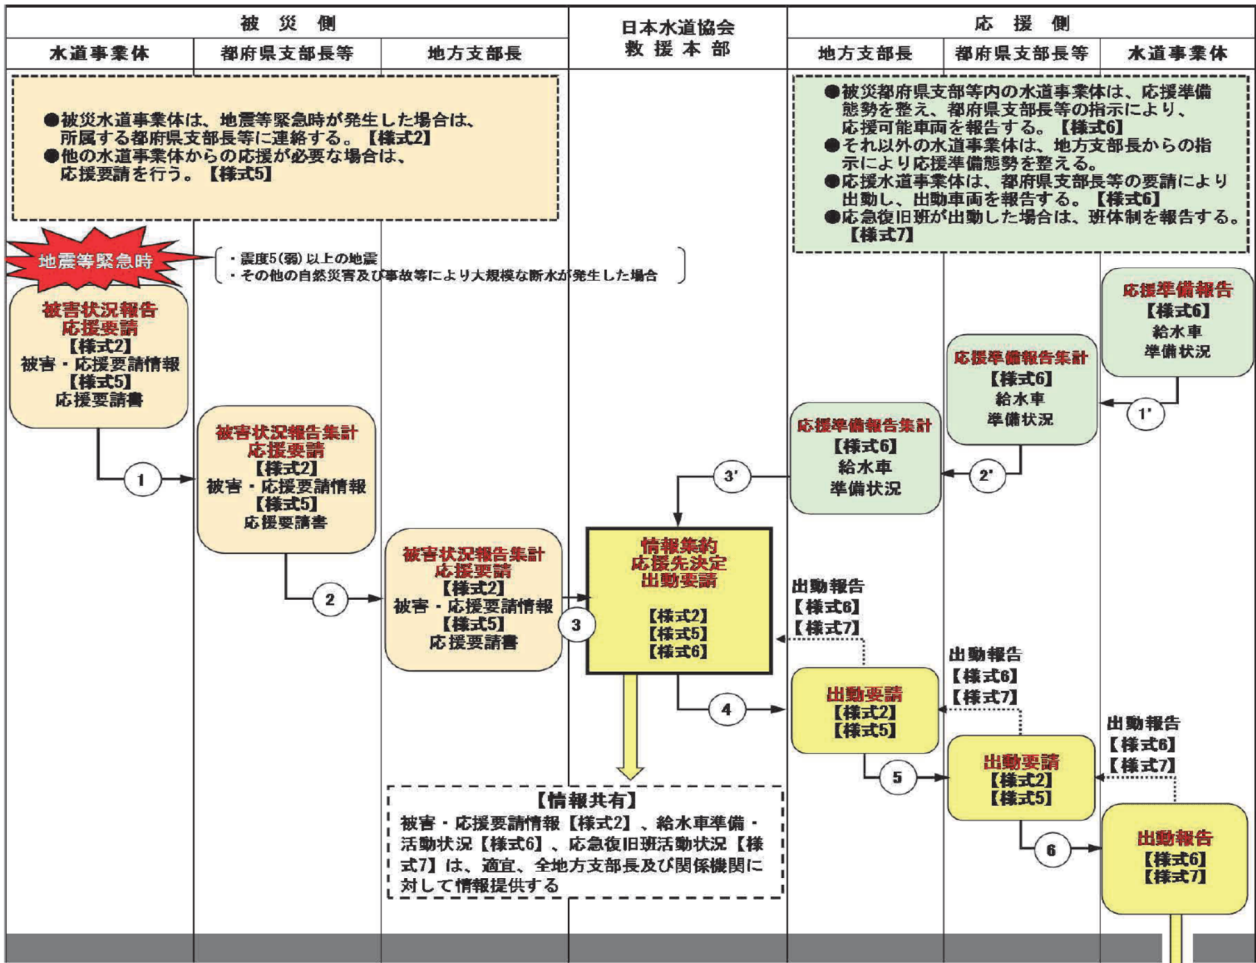 被災側
日本水道協会
救援本部
応援側
水道事業体
都府県支部長等
地方支部長
地方支部長
都府県支部長等
水道事業体
●被災水道事業体は、地震等緊急時が発生した場合は、
所属する都府県支部長等に連絡する。【様式2】
●他の水道事業体からの応援が必要な場合は、
応援要請を行う。【様式5】
●被災都府県支部等内の水道事業体は、応援準備
態勢を整え、都府県支部長等の指示により、
応援可能車両を報告する。【様式6】
●それ以外の水道事業体は、地方支部長からの指
示により応援準備態勢を整える。
●応援水道事業体は、都府県支部長等の要請により
出動し、出動車両を報告する。【様式6】
●応急復旧班が出動した場合は、班体制を報告する。
【様式7】
地震等緊急時
・震度5(弱)以上の地震
・その他の自然災害及び事故等により大規模な断水が発生した場合
被害状況報告
応援要請
【様式2】
被害・応援要請情報
【様式5】
応援要請書
1
被害状況報告集計
応援要請
【様式2】
被害・応援要請情報
【様式5】
応援要請書
2
被害状況報告集計
応援要請
【様式2】
被害・応援要請情報
【様式5】
応援要請書
3
応援準備報告
【様式6】
給水車
準備状況
1'
応援準備報告集計
【様式6】
給水車
準備状況
2'
応援準備報告集計
【様式6】
給水車
準備状況
3'
情報集約
応援先決定
出動要請
【様式2】
【様式5】
【様式6】
4
出動報告
【様式6】
【様式7】
出動要請
【様式2】
【様式5】
5
出動報告
【様式6】
【様式7】
出動要請
【様式2】
【様式5】
6
出動報告
【様式6】
【様式7】
出動報告
【様式6】
【様式7】
【情報共有】
被害・応援要請情報【様式2】、給水車準備・
活動状況【様式6】、応急復旧班活動状況【様
式7】は、適宜、全地方支部長及び関係機関に
対して情報提供する